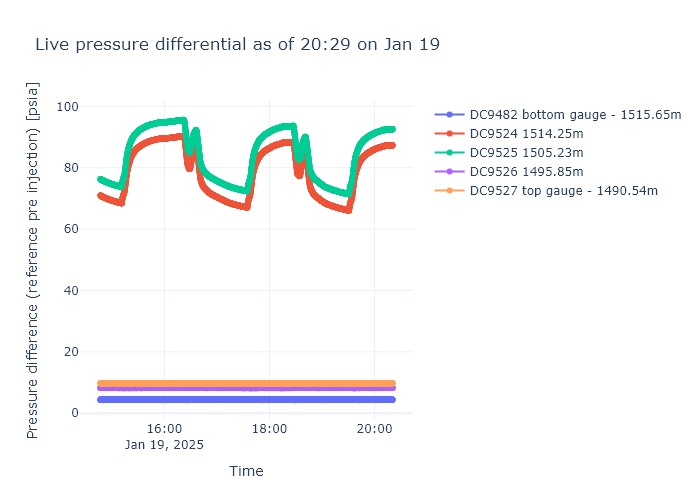 Live pressure differential as of 20:29 on Jan 19
Pressure difference (reference pre injection) [psia]
100
80
60
40
20
0
16:00
Jan 19, 2025
18:00
20:00
Time
DC9482 bottom gauge - 1515.65m
DC9524 1514.25m
DC9525 1505.23m
DC9526 1495.85m
DC9527 top gauge - 1490.54m